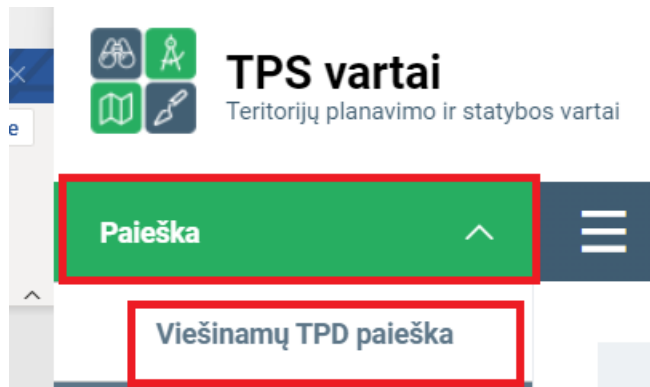 TPS vartai
Teritorijų planavimo ir statybos vartai
e
Paieška
Viešinamų TPD paieška